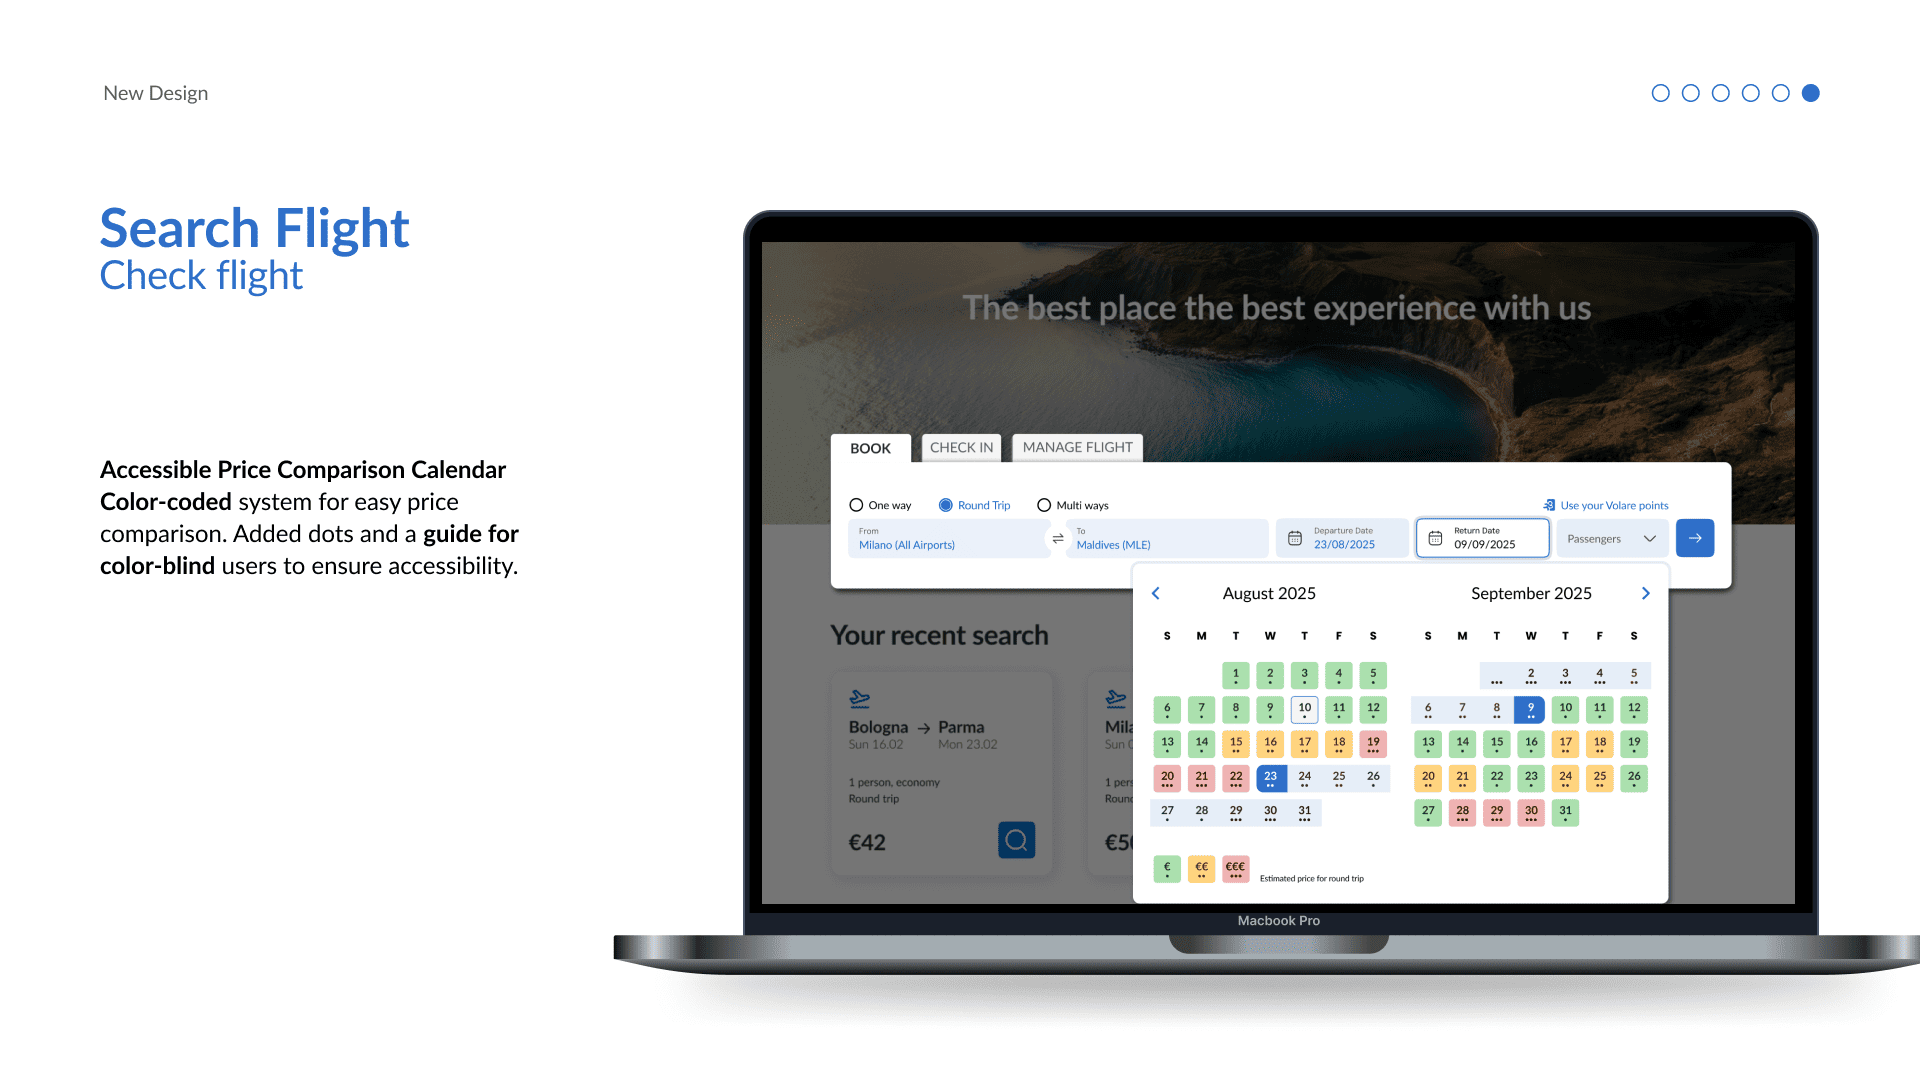 New Design
Search Flight
Check flight
Accessible Price Comparison Calendar
Color-coded system for easy price
comparison. Added dots and a guide for
color-blind users to ensure accessibility.
The best place the best experience with us
BOOK CHECK IN MANAGE FLIGHT
One way Round Trip Multi ways Use your Volare points
From To Departure Date Return Date
Milano (All Airports) Maldives (MLE) 23/08/2025 09/09/2025 Passengers
Your recent search
Bologna → Parma
Sun 16.02 Mon 23.02
1 person, economy
Round trip
€42
August 2025
S M T W T F S
1 2 3 4 5
6 7 8 9 10 11 12
13 14 15 16 17 18 19
20 21 22 23 24 25 26
27 28 29 30 31
September 2025
S M T W T F S
2 3 4 5
6 7 8 9 10 11 12
13 14 15 16 17 18 19
20 21 22 23 24 25 26
27 28 29 30 31
€ €€ €€€ Estimated price for round trip
Macbook Pro